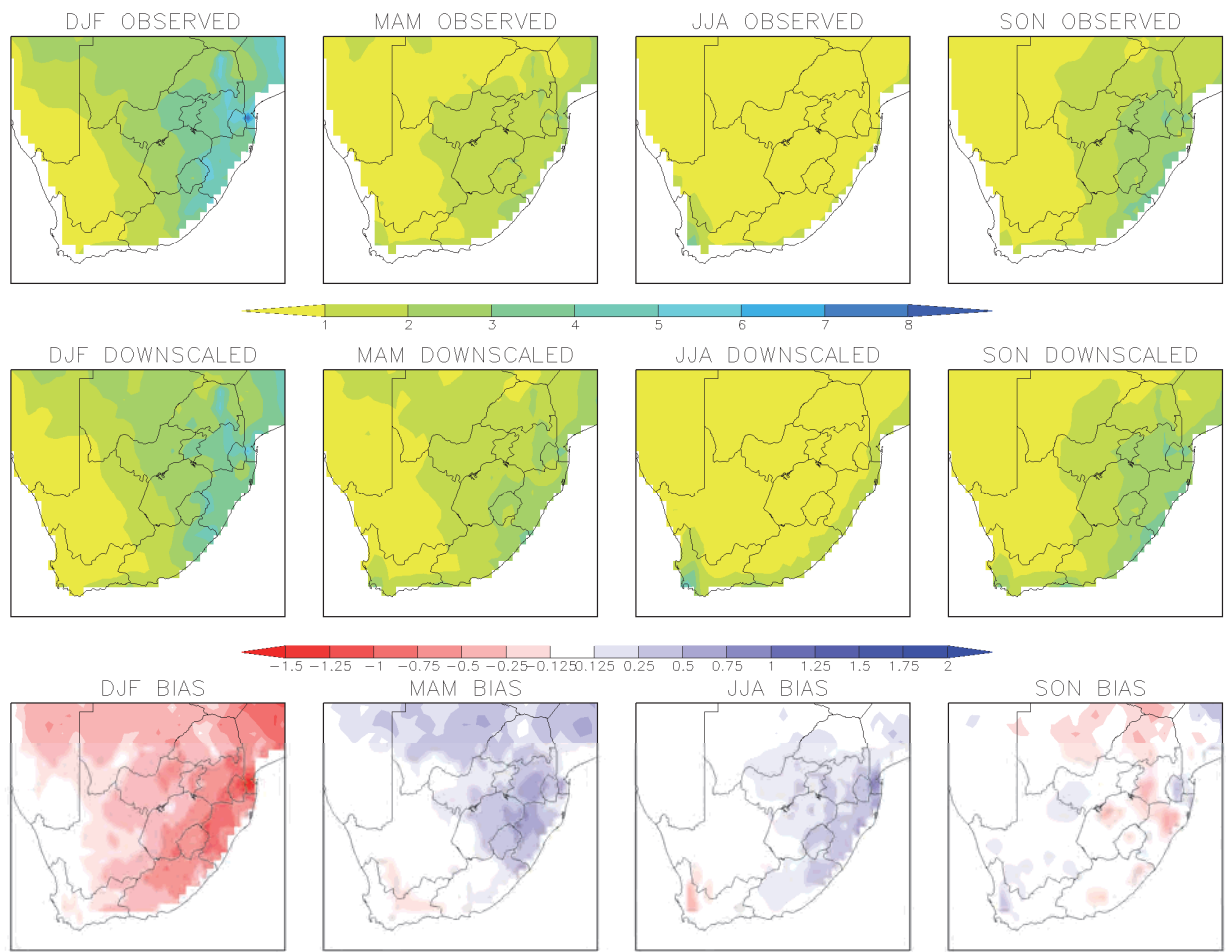 DJF OBSERVED MAM OBSERVED JJA OBSERVED SON OBSERVED
1 2 3 4 5 6 7 8
DJF DOWNSCALED MAM DOWNSCALED JJA DOWNSCALED SON DOWNSCALED
−1.5 −1.25 −1 −0.75 −0.5 −0.25 −0.125 0.125 0.25 0.5 0.75 1 1.25 1.5 1.75 2
DJF BIAS MAM BIAS JJA BIAS SON BIAS